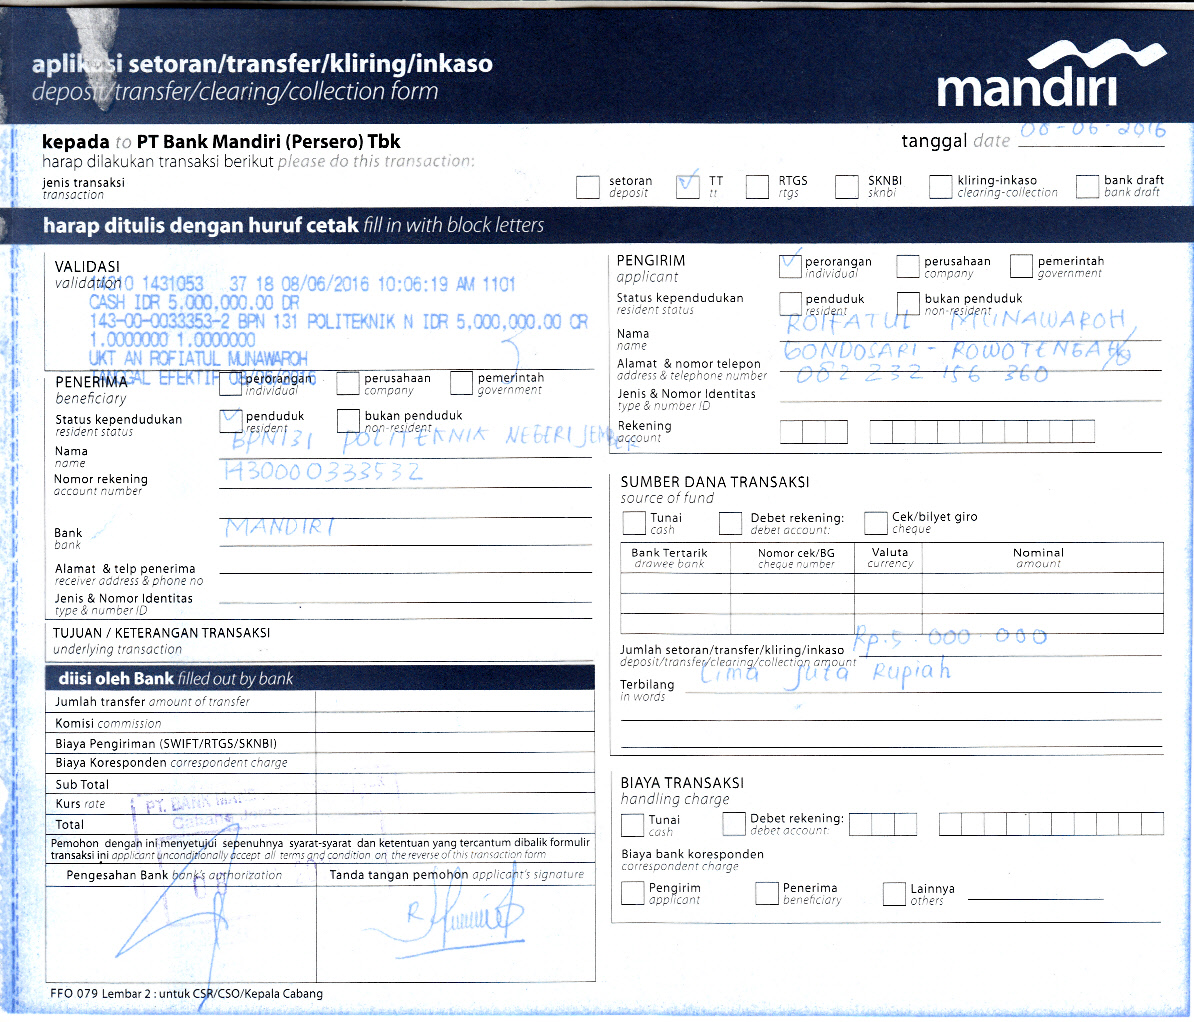 aplikasi setoran/transfer/kliring/inkaso
deposit/transfer/clearing/collection form
mandiri
kepada to PT Bank Mandiri (Persero) Tbk
tanggal date 08-06-2016
harap dilakukan transaksi berikut please do this transaction:
jenis transaksi
transaction
setoran
deposit
TT
tt
RTGS
rtgs
SKNBI
sknbi
kliring-inkaso
clearing-collection
bank draft
bank draft
harap ditulis dengan huruf cetak fill in with block letters
VALIDASI
validation
14310 1431053 37 18 08/06/2016 10:06:19 AM 1101
CASH IDR 5,000,000.00 DR
143-00-0033353-2 BPN 131 POLITEKNIK N IDR 5,000,000.00 CR
1.0000000 1.0000000
UKT AN ROFIATUL MUNAWAROH
TANGGAL EFEKTIF 08/06/2016
PENERIMA
beneficiary
perorangan
individual
perusahaan
company
pemerintah
government
Status kependudukan
resident status
penduduk
resident
bukan penduduk
non-resident
Nama
name
BPN131 POLITEKNIK NEGERI JEMBER
Nomor rekening
account number
1430000333532
Bank
bank
MANDIRI
Alamat & telp penerima
receiver address & phone no
Jenis & Nomor Identitas
type & number ID
TUJUAN / KETERANGAN TRANSAKSI
underlying transaction
diisi oleh Bank filled out by bank
Jumlah transfer amount of transfer
Komisi commission
Biaya Pengiriman (SWIFT/RTGS/SKNBI)
Biaya Koresponden correspondent charge
Sub Total
Kurs rate
Total
PT. BANK
Cabang
Pemohon dengan ini menyetujui sepenuhnya syarat-syarat dan ketentuan yang tercantum dibalik formulir
transaksi ini applicant unconditionally accept all terms and condition on the reverse of this transaction form
Pengesahan Bank bank's authorization
Tanda tangan pemohon applicant's signature
FFO 079 Lembar 2 : untuk CSR/CSO/Kepala Cabang
PENGIRIM
applicant
perorangan
individual
perusahaan
company
pemerintah
government
Status kependudukan
resident status
penduduk
resident
bukan penduduk
non-resident
Nama
name
ROFIATUL MUNAWAROH
Alamat & nomor telepon
address & telephone number
GONDOSARI - ROWOTENGAH
082 232 156 360
Jenis & Nomor Identitas
type & number ID
Rekening
account
SUMBER DANA TRANSAKSI
source of fund
Tunai
cash
Debet rekening:
debet account:
Cek/bilyet giro
cheque
Bank Tertarik
drawee bank
Nomor cek/BG
cheque number
Valuta
currency
Nominal
amount
Jumlah setoran/transfer/kliring/inkaso
deposit/transfer/clearing/collection amount
Rp.5.000.000
Terbilang
in words
Lima Juta Rupiah
BIAYA TRANSAKSI
handling charge
Tunai
cash
Debet rekening:
debet account:
Biaya bank koresponden
correspondent charge
Pengirim
applicant
Penerima
beneficiary
Lainnya
others